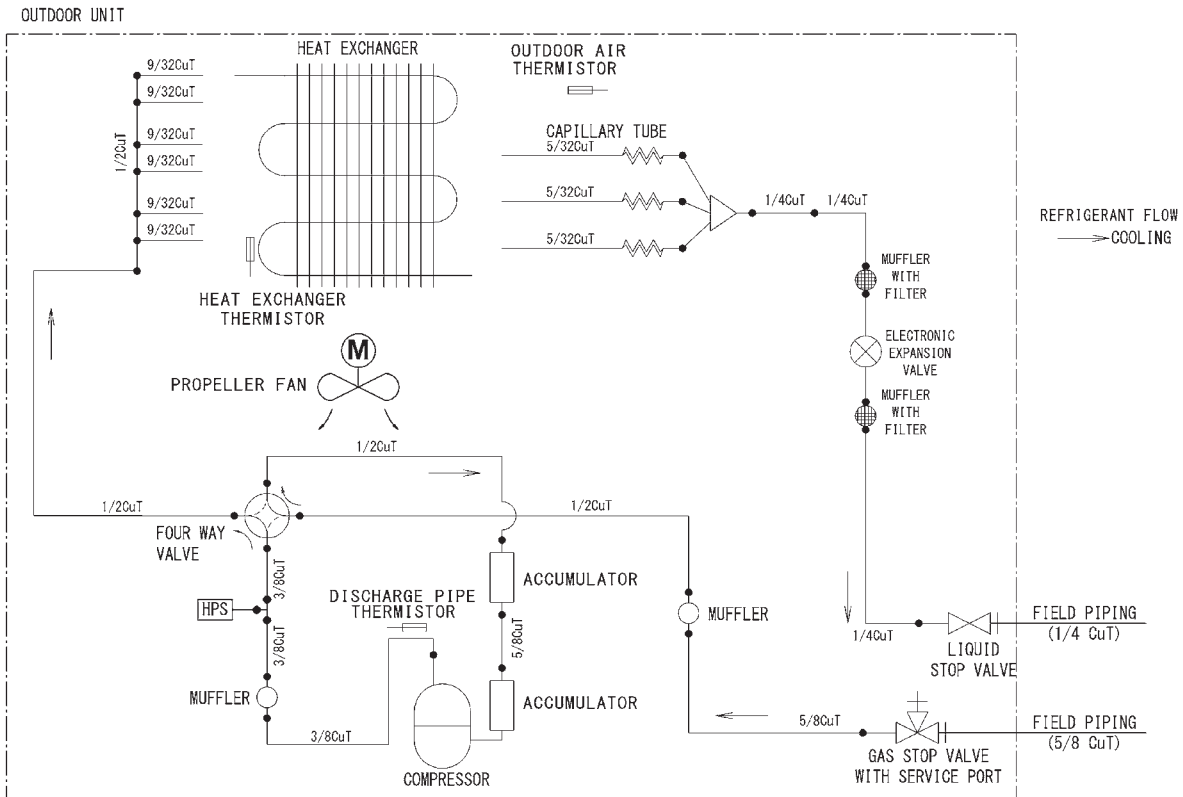 OUTDOOR UNIT
HEAT EXCHANGER
OUTDOOR AIR
THERMISTOR
9/32CuT
9/32CuT
9/32CuT
9/32CuT
9/32CuT
9/32CuT
1/2CuT
CAPILLARY TUBE
5/32CuT
5/32CuT
5/32CuT
1/4CuT
1/4CuT
REFRIGERANT FLOW
COOLING
MUFFLER
WITH
FILTER
HEAT EXCHANGER
THERMISTOR
ELECTRONIC
EXPANSION
VALVE
M
PROPELLER FAN
MUFFLER
WITH
FILTER
1/2CuT
1/2CuT
1/2CuT
FOUR WAY
VALVE
3/8CuT
ACCUMULATOR
DISCHARGE PIPE
THERMISTOR
HPS
MUFFLER
3/8CuT
5/8CuT
1/4CuT
FIELD PIPING
(1/4 CuT)
LIQUID
STOP VALVE
MUFFLER
ACCUMULATOR
3/8CuT
COMPRESSOR
5/8CuT
FIELD PIPING
(5/8 CuT)
GAS STOP VALVE
WITH SERVICE PORT